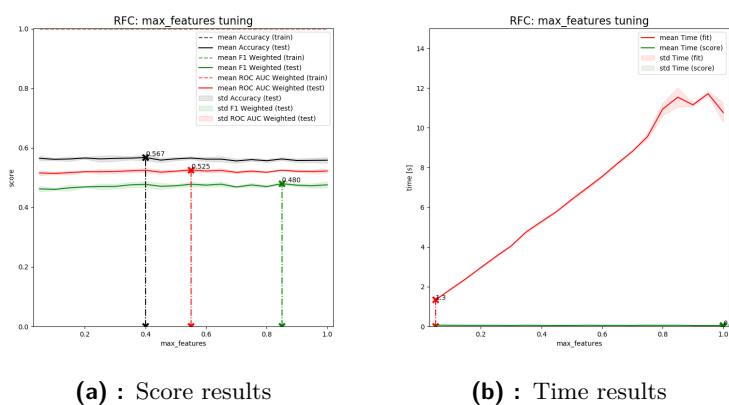 RFC: max_features tuning
mean Accuracy (train)
mean Accuracy (test)
mean F1 Weighted (train)
mean F1 Weighted (test)
mean ROC AUC Weighted (train)
mean ROC AUC Weighted (test)
std Accuracy (test)
std F1 Weighted (test)
std ROC AUC Weighted (test)
1.0
0.8
0.6
0.4
0.2
0.0
score
0.567
0.525
0.480
0.2 0.4 0.6 0.8 1.0
max_features
RFC: max_features tuning
mean Time (fit)
mean Time (score)
std Time (fit)
std Time (score)
14
12
10
8
6
4
2
0
time [s]
1.3
0.2 0.4 0.6 0.8 1.0
max_features
(a) : Score results
(b) : Time results